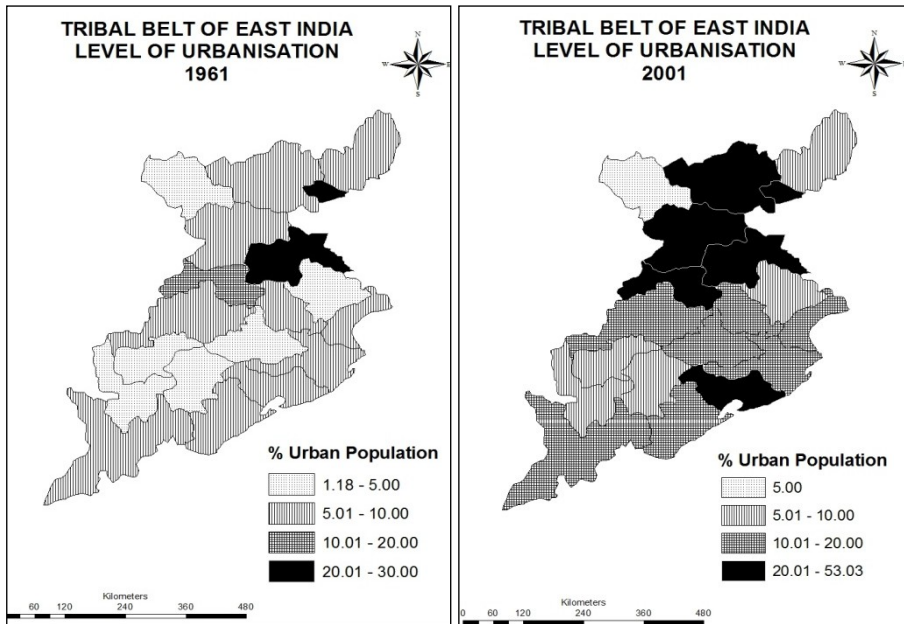 TRIBAL BELT OF EAST INDIA
LEVEL OF URBANISATION
1961
N
W
E
S
% Urban Population
1.18 - 5.00
5.01 - 10.00
10.01 - 20.00
20.01 - 30.00
Kilometers
0 60 120 240 360 480
TRIBAL BELT OF EAST INDIA
LEVEL OF URBANISATION
2001
N
W
E
S
% Urban Population
5.00
5.01 - 10.00
10.01 - 20.00
20.01 - 53.03
Kilometers
0 60 120 240 360 480